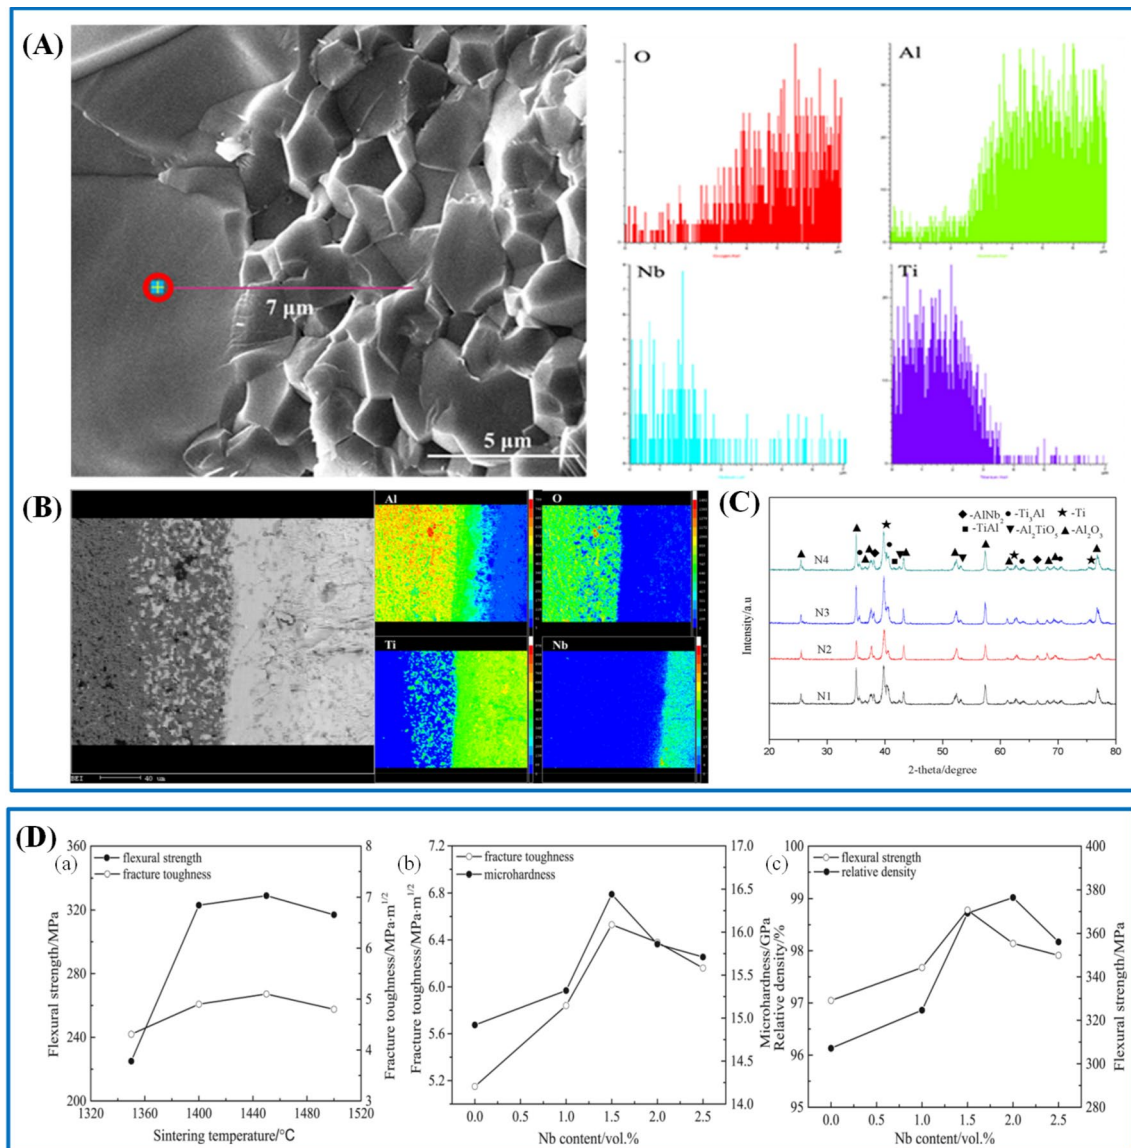 (A)
7 μm
5 μm
O
Al
Nb
Ti
(B)
BEI 40 um
Al
O
Ti
Nb
(C)
◆-AlNb₂ ●-Ti₃Al ★-Ti
■-TiAl ▼-Al₂TiO₅ ▲-Al₂O₃
N4
N3
N2
N1
Intensity/a.u
20 30 40 50 60 70 80
2-theta/degree
(D)
(a)
flexural strength
fracture toughness
Flexural strength/MPa
360
320
280
240
200
8
7
6
5
4
3
Fracture toughness/MPa·m1/2
1320 1360 1400 1440 1480 1520
Sintering temperature/°C
(b)
fracture toughness
microhardness
Fracture toughness/MPa·m1/2
7.2
6.8
6.4
6.0
5.6
5.2
17.0
16.5
16.0
15.5
15.0
14.5
14.0
Microhardness/GPa
0.0 0.5 1.0 1.5 2.0 2.5
Nb content/vol.%
(c)
flexural strength
relative density
Relative density/%
99
98
97
96
95
400
380
360
340
320
300
280
Flexural strength/MPa
0.0 0.5 1.0 1.5 2.0 2.5
Nb content/vol.%